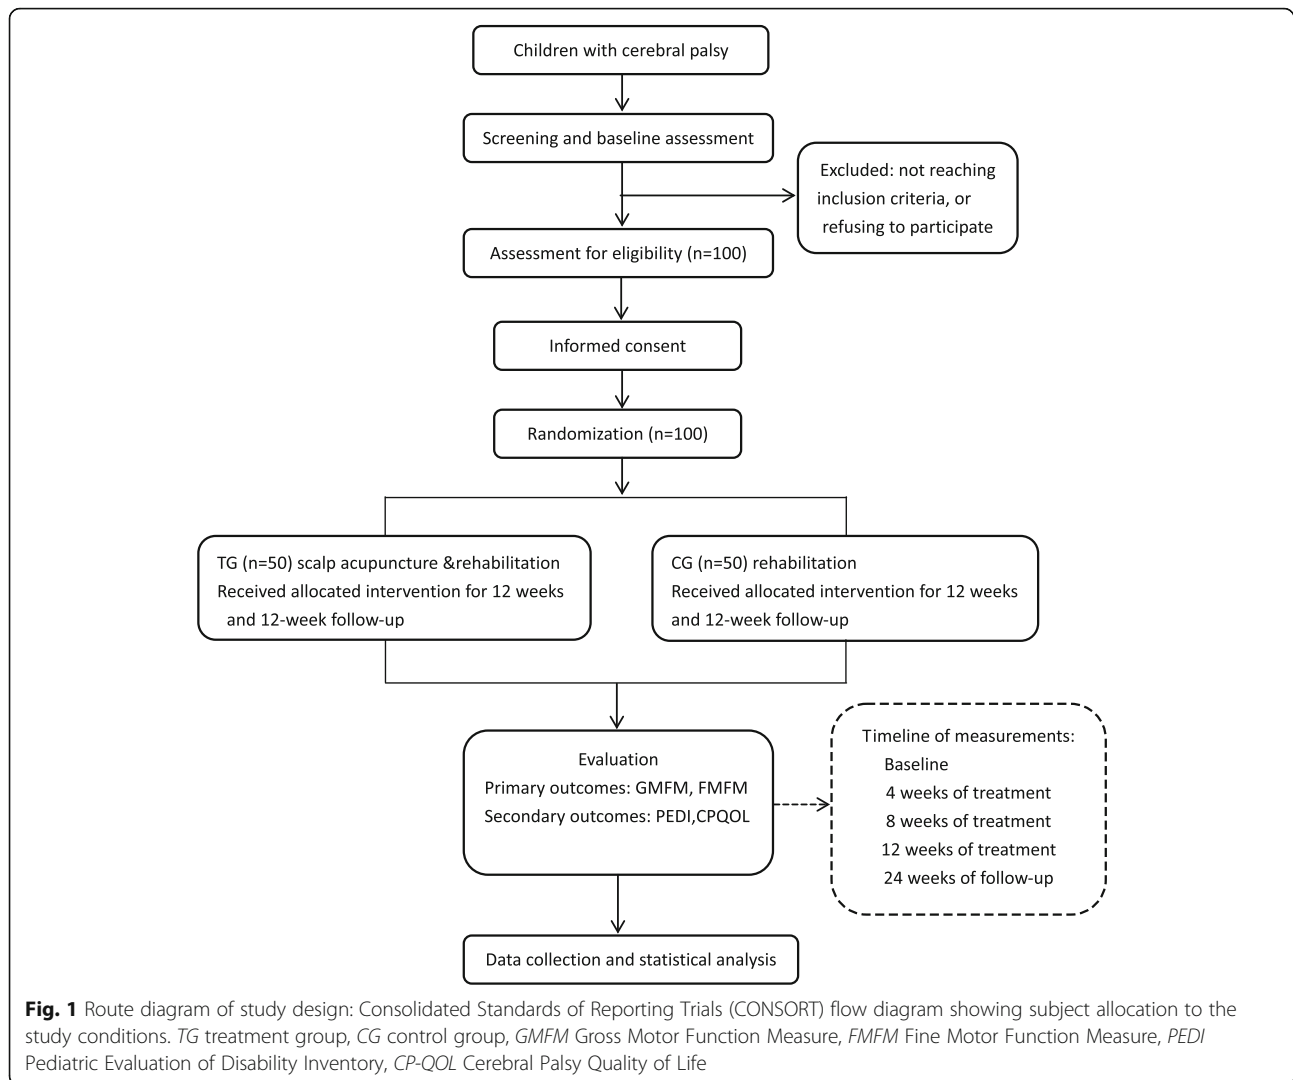 Children with cerebral palsy
Screening and baseline assessment
Excluded: not reaching
inclusion criteria, or
refusing to participate
Assessment for eligibility (n=100)
Informed consent
Randomization (n=100)
TG (n=50) scalp acupuncture &rehabilitation
Received allocated intervention for 12 weeks
and 12-week follow-up
CG (n=50) rehabilitation
Received allocated intervention for 12 weeks
and 12-week follow-up
Evaluation
Primary outcomes: GMFM, FMFM
Secondary outcomes: PEDI,CPQOL
Timeline of measurements:
Baseline
4 weeks of treatment
8 weeks of treatment
12 weeks of treatment
24 weeks of follow-up
Data collection and statistical analysis
Fig. 1 Route diagram of study design: Consolidated Standards of Reporting Trials (CONSORT) flow diagram showing subject allocation to the
study conditions. TG treatment group, CG control group, GMFM Gross Motor Function Measure, FMFM Fine Motor Function Measure, PEDI
Pediatric Evaluation of Disability Inventory, CP-QOL Cerebral Palsy Quality of Life